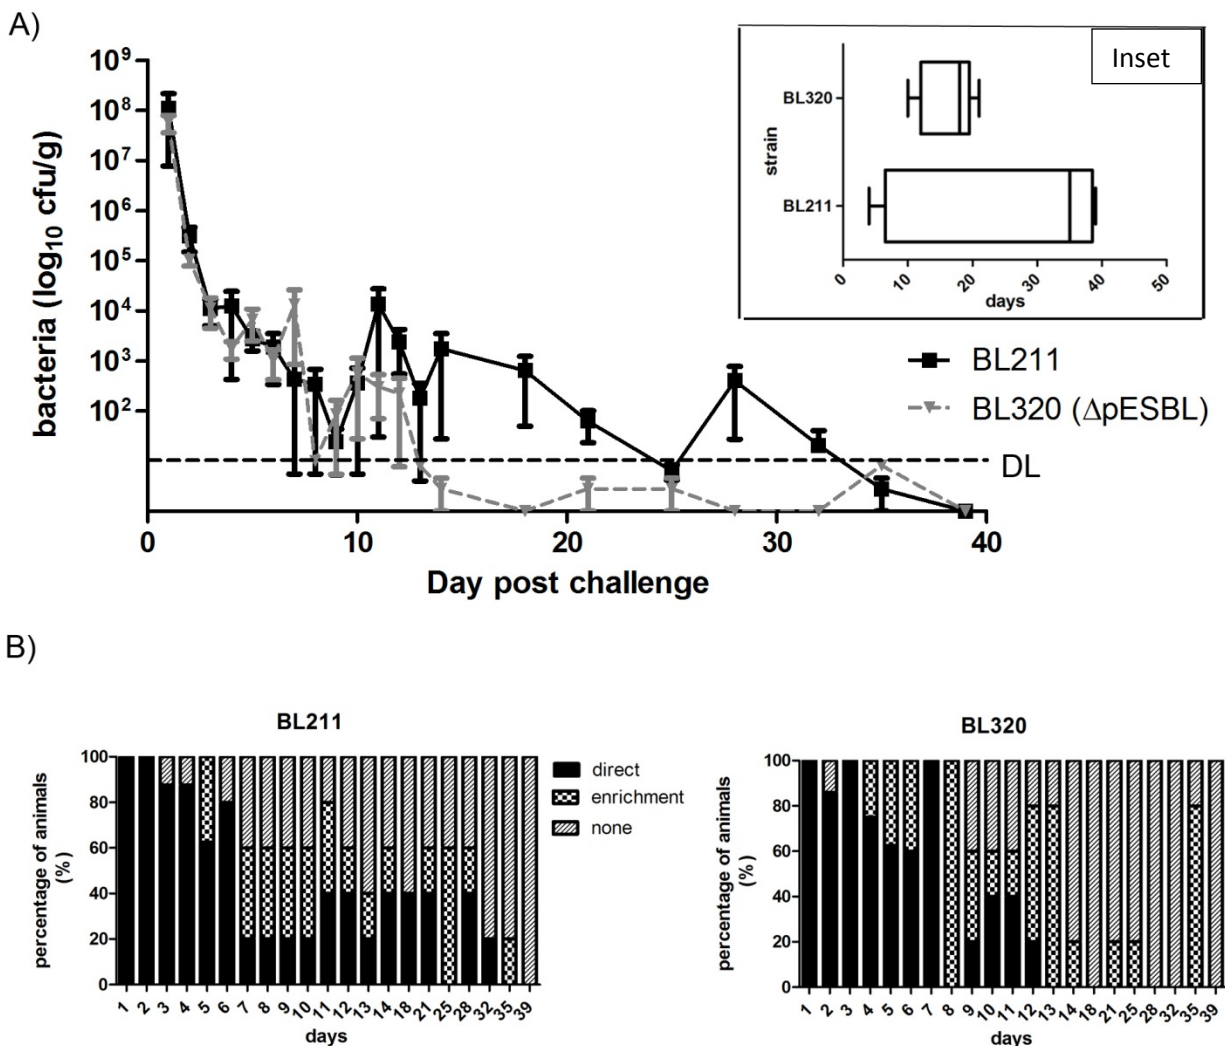 A)
bacteria (log10 cfu/g)
10^9
10^8
10^7
10^6
10^5
10^4
10^3
10^2
0 10 20 30 40
Day post challenge
DL
Inset
strain
BL320
BL211
0 10 20 30 40 50
days
BL211
BL320 (ΔpESBL)
B)
BL211
percentage of animals
(%)
100
80
60
40
20
0
1 2 3 4 5 6 7 8 9 10 11 12 13 14 18 21 25 28 32 35 39
days
direct
enrichment
none
BL320
percentage of animals
(%)
100
80
60
40
20
0
1 2 3 4 5 6 7 8 9 10 11 12 13 14 18 21 25 28 32 35 39
days